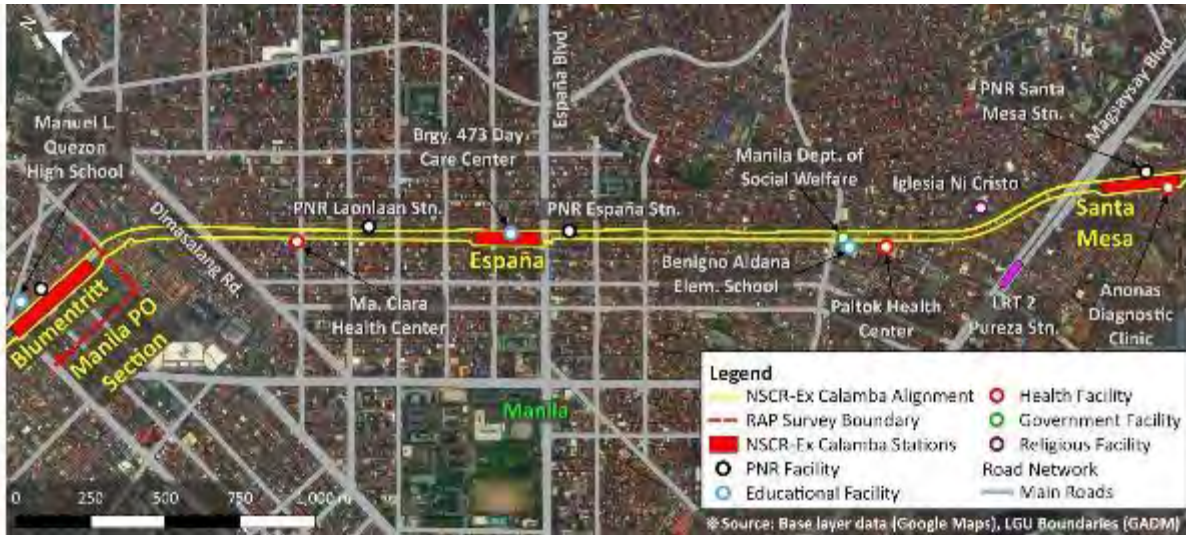 N
España Blvd.
Magsaysay Blvd.
PNR Santa
Mesa Stn.
Manuel L.
Quezon
High School
Brgy. 473 Day
Care Center
Manila Dept. of
Social Welfare
Iglesia Ni Cristo
Dimasalang Rd.
PNR Laonlaan Stn.
PNR España Stn.
Santa
Mesa
España
Benigno Aldana
Elem. School
Ma. Clara
Health Center
Paltok Health
Center
LRT 2
Pureza Stn.
Anonas
Diagnostic
Clinic
Blumentritt
Manila PO
Section
Manila
Legend
NSCR-Ex Calamba Alignment
RAP Survey Boundary
NSCR-Ex Calamba Stations
PNR Facility
Educational Facility
Health Facility
Government Facility
Religious Facility
Road Network
Main Roads
0 250 500 750 1,000 m
※Source: Base layer data (Google Maps), LGU Boundaries (GADM)